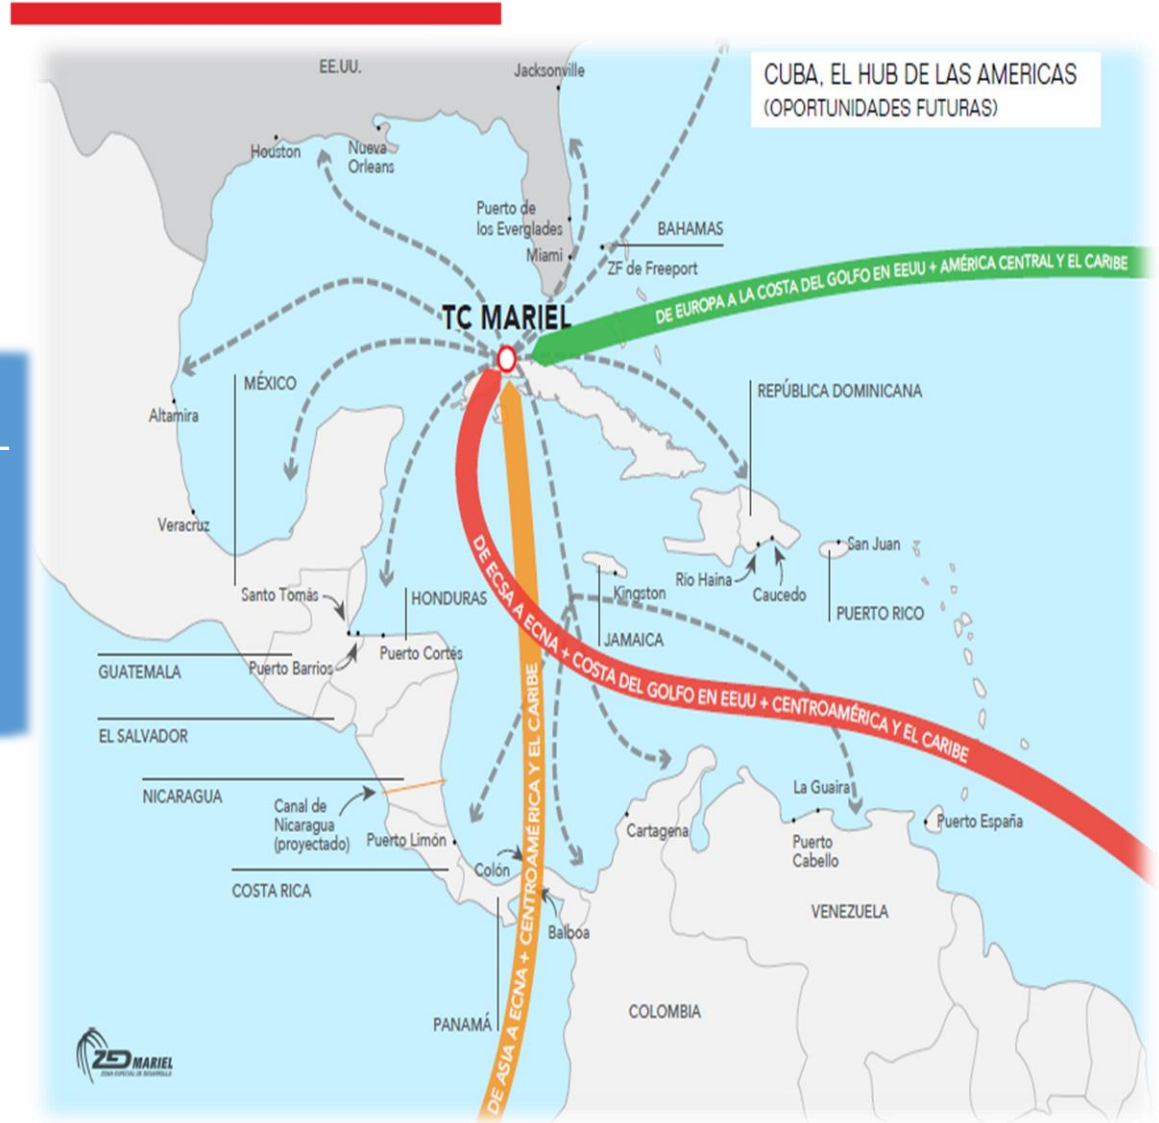 EE.UU.
Jacksonville
CUBA, EL HUB DE LAS AMERICAS
(OPORTUNIDADES FUTURAS)
Houston
Nueva
Orleans
Puerto de
los Everglades
Miami
BAHAMAS
ZF de Freeport
DE EUROPA A LA COSTA DEL GOLFO EN EEUU + AMÉRICA CENTRAL Y EL CARIBE
TC MARIEL
MÉXICO
REPÚBLICA DOMINICANA
Altamira
Veracruz
San Juan
Rio Haina
Caucedo
Kingston
PUERTO RICO
JAMAICA
Santo Tomás
HONDURAS
DE ECSA A ECNA + COSTA DEL GOLFO EN EEUU + CENTROAMÉRICA Y EL CARIBE
GUATEMALA
Puerto Barrios
Puerto Cortés
EL SALVADOR
NICARAGUA
Canal de
Nicaragua
(proyectado)
Puerto Limón
La Guaira
Cartagena
Puerto
Cabello
Puerto España
Colón
COSTA RICA
Balboa
VENEZUELA
PANAMÁ
COLOMBIA
DE ASIA A ECNA + CENTROAMÉRICA Y EL CARIBE
ZED MARIEL
ZONA ESPECIAL DE DESARROLLO